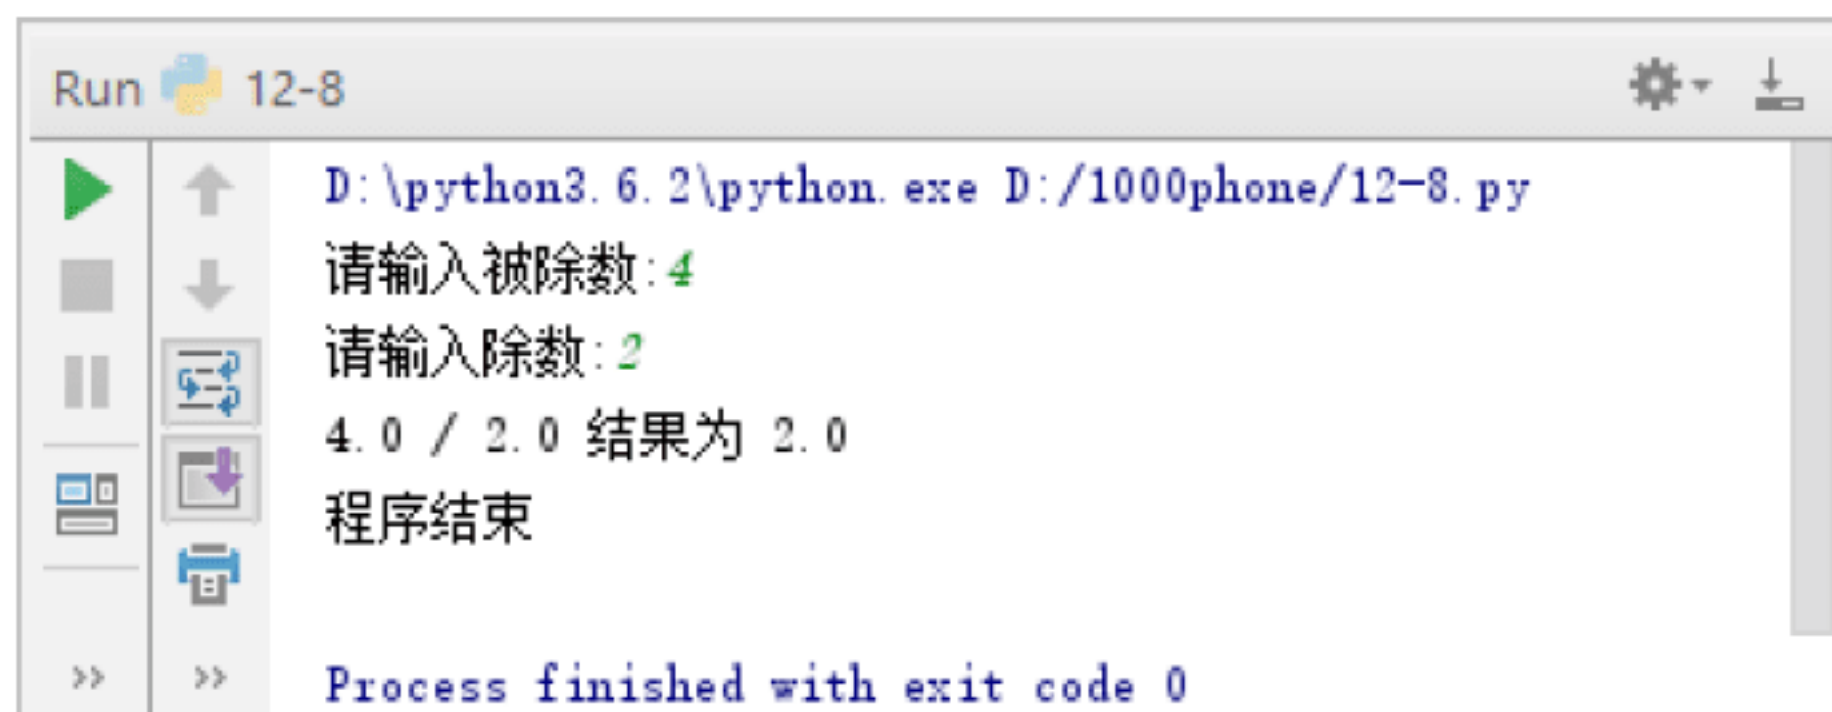 Run 12-8
D:\python3.6.2\python.exe D:/1000phone/12-8.py
请输入被除数:4
请输入除数:2
4.0 / 2.0 结果为 2.0
程序结束
Process finished with exit code 0